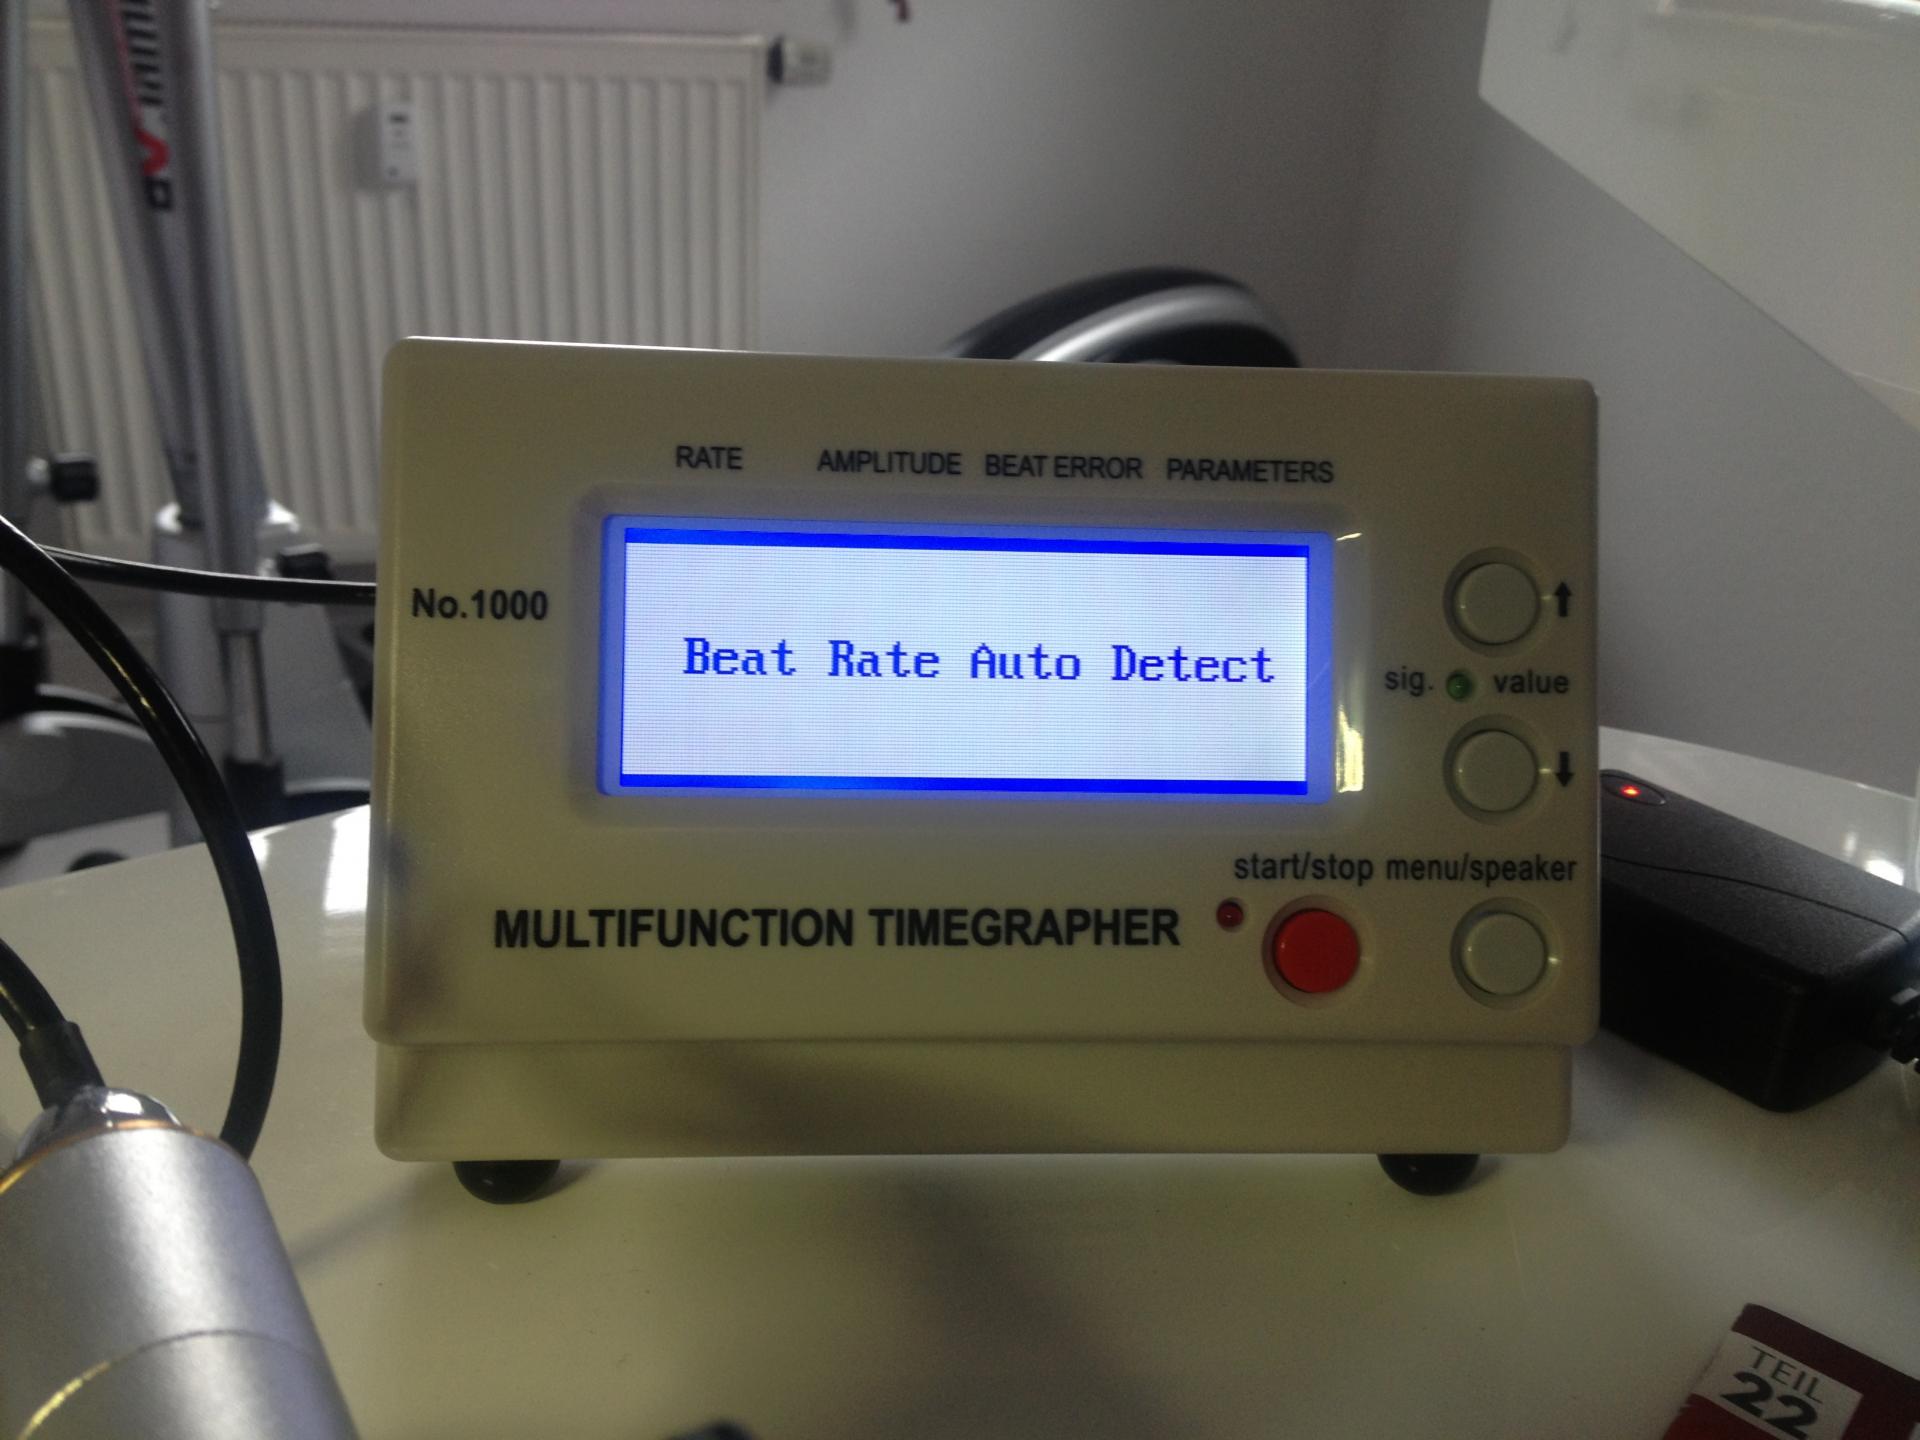 RATE AMPLITUDE BEAT ERROR PARAMETERS
No.1000
Beat Rate Auto Detect
sig. value
start/stop menu/speaker
MULTIFUNCTION TIMEGRAPHER
TEIL
22